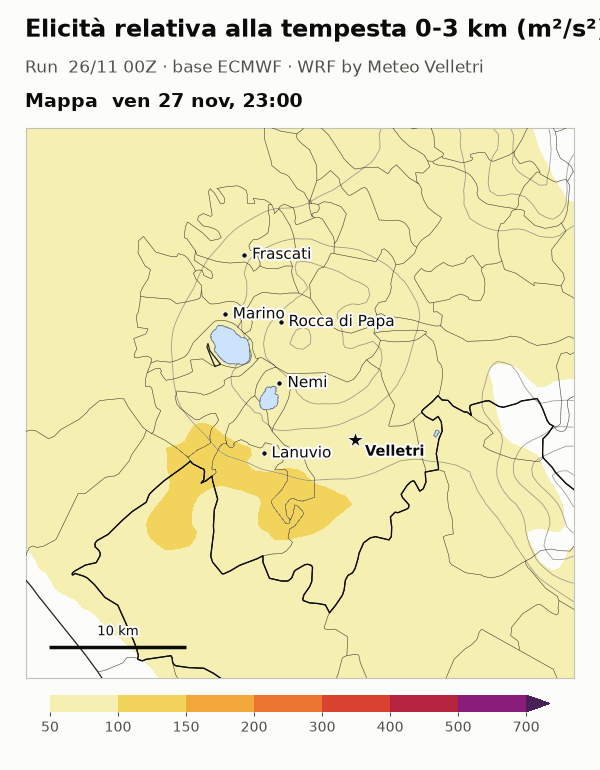 Elicità relativa alla tempesta 0-3 km (m²/s²)
Run 26/11 00Z · base ECMWF · WRF by Meteo Velletri
Mappa ven 27 nov, 23:00
Frascati
Marino
Rocca di Papa
Nemi
Lanuvio
Velletri
10 km
50 100 150 200 300 400 500 700